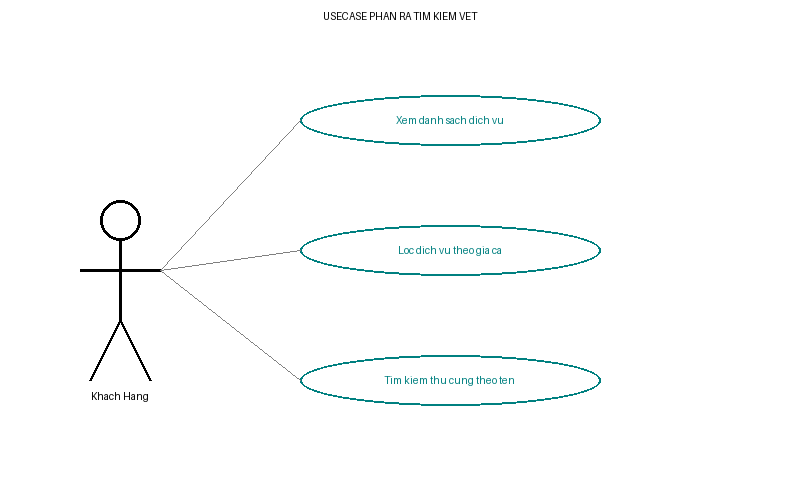 USECASE PHAN RA TIM KIEM VET
Xem danh sach dich vu
Loc dich vu theo gia ca
Tim kiem thu cung theo ten
Khach Hang